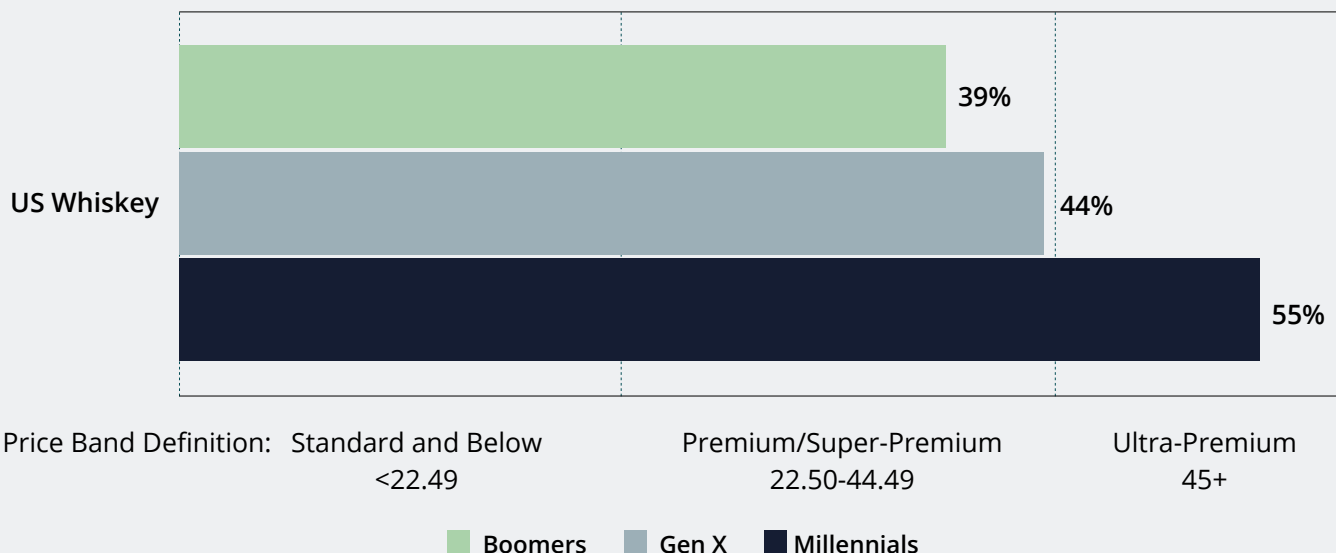 39%
US Whiskey
44%
55%
Price Band Definition: Standard and Below Premium/Super-Premium Ultra-Premium
<22.49 22.50-44.49 45+
Boomers Gen X Millennials